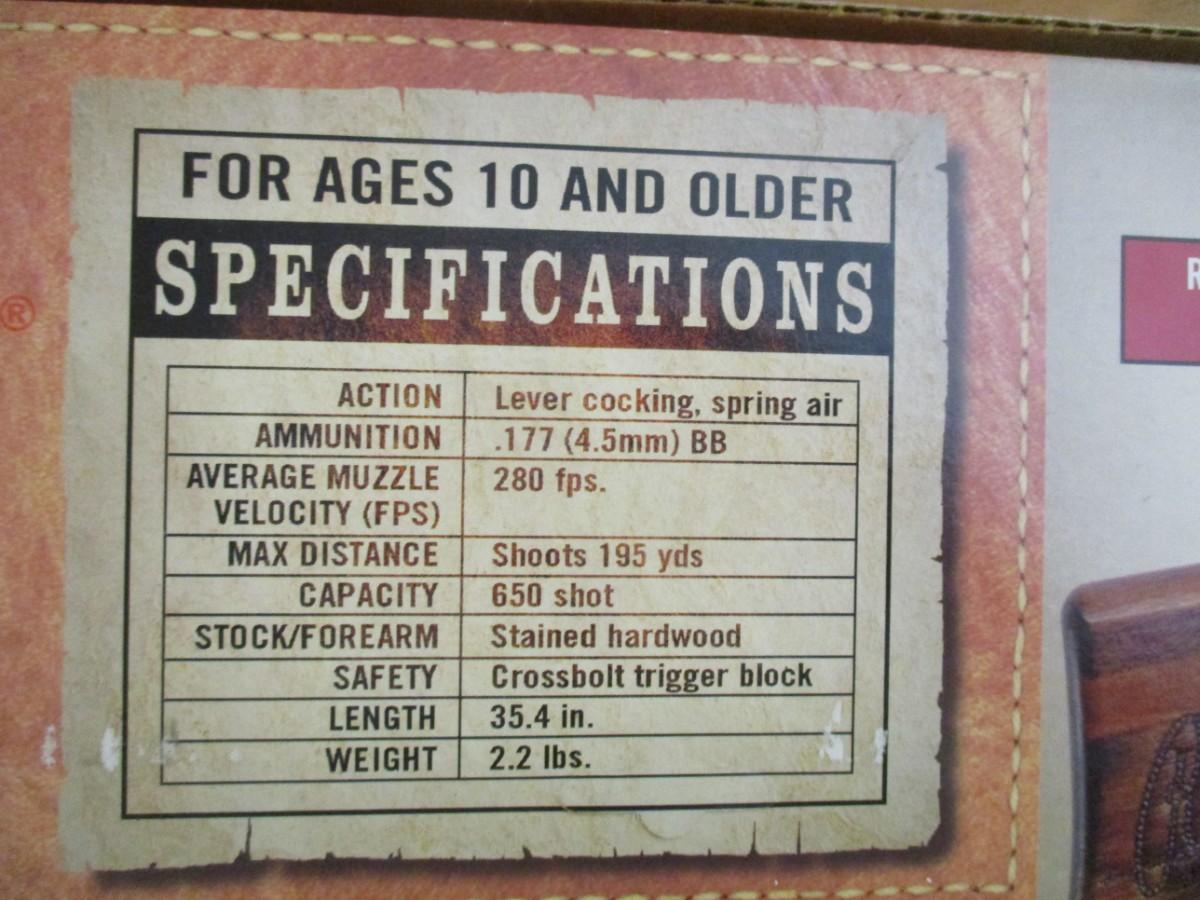 FOR AGES 10 AND OLDER
SPECIFICATIONS
ACTION Lever cocking, spring air
AMMUNITION .177 (4.5mm) BB
AVERAGE MUZZLE 280 fps.
VELOCITY (FPS)
MAX DISTANCE Shoots 195 yds
CAPACITY 650 shot
STOCK/FOREARM Stained hardwood
SAFETY Crossbolt trigger block
LENGTH 35.4 in.
WEIGHT 2.2 lbs.
®